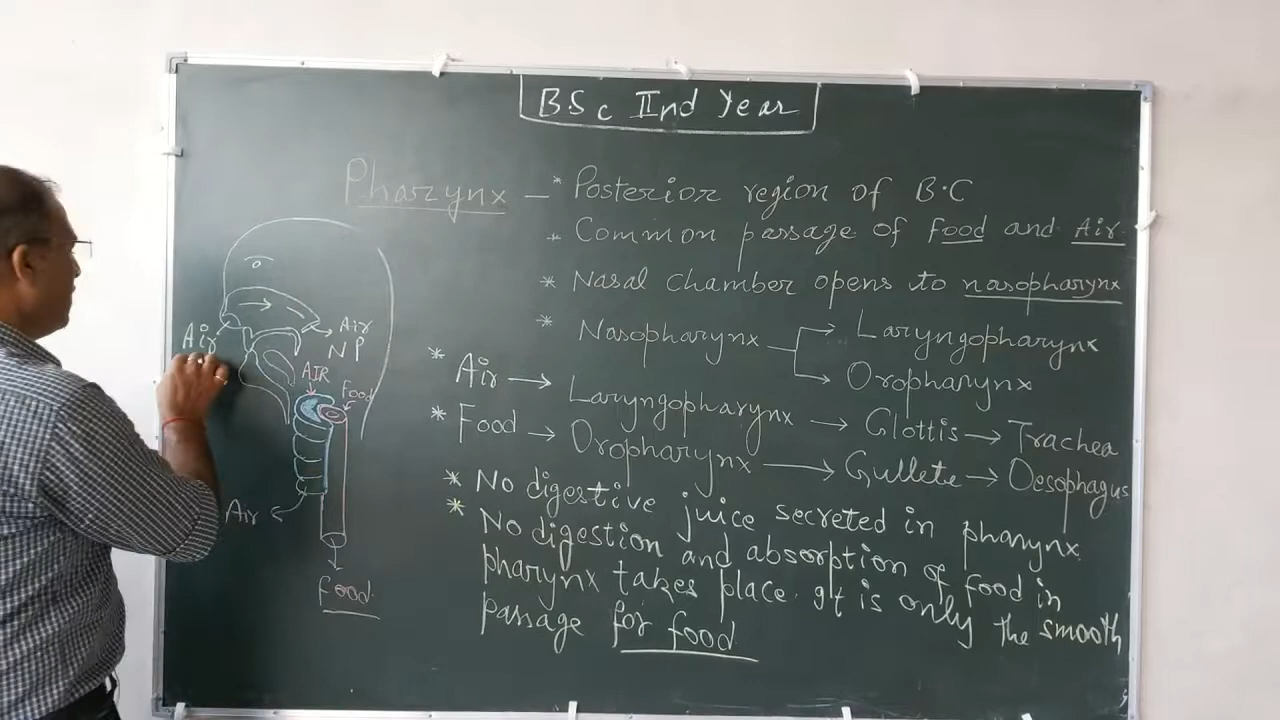 BSc IInd Year
Pharynx - * Posterior region of B.C
* Common passage of food and Air.
* Nasal chamber opens to nasopharynx
* Nasopharynx → Laryngopharynx
→ Oropharynx
* Air → Laryngopharynx → Glottis → Trachea
* Food → Oropharynx → Gullete → Oesophagus
* No digestive juice secreted in pharynx
* No digestion and absorption of food in
pharynx takes place. It is only the smooth
passage for food
Air
Air
NP
AIR
Food
Air
Food